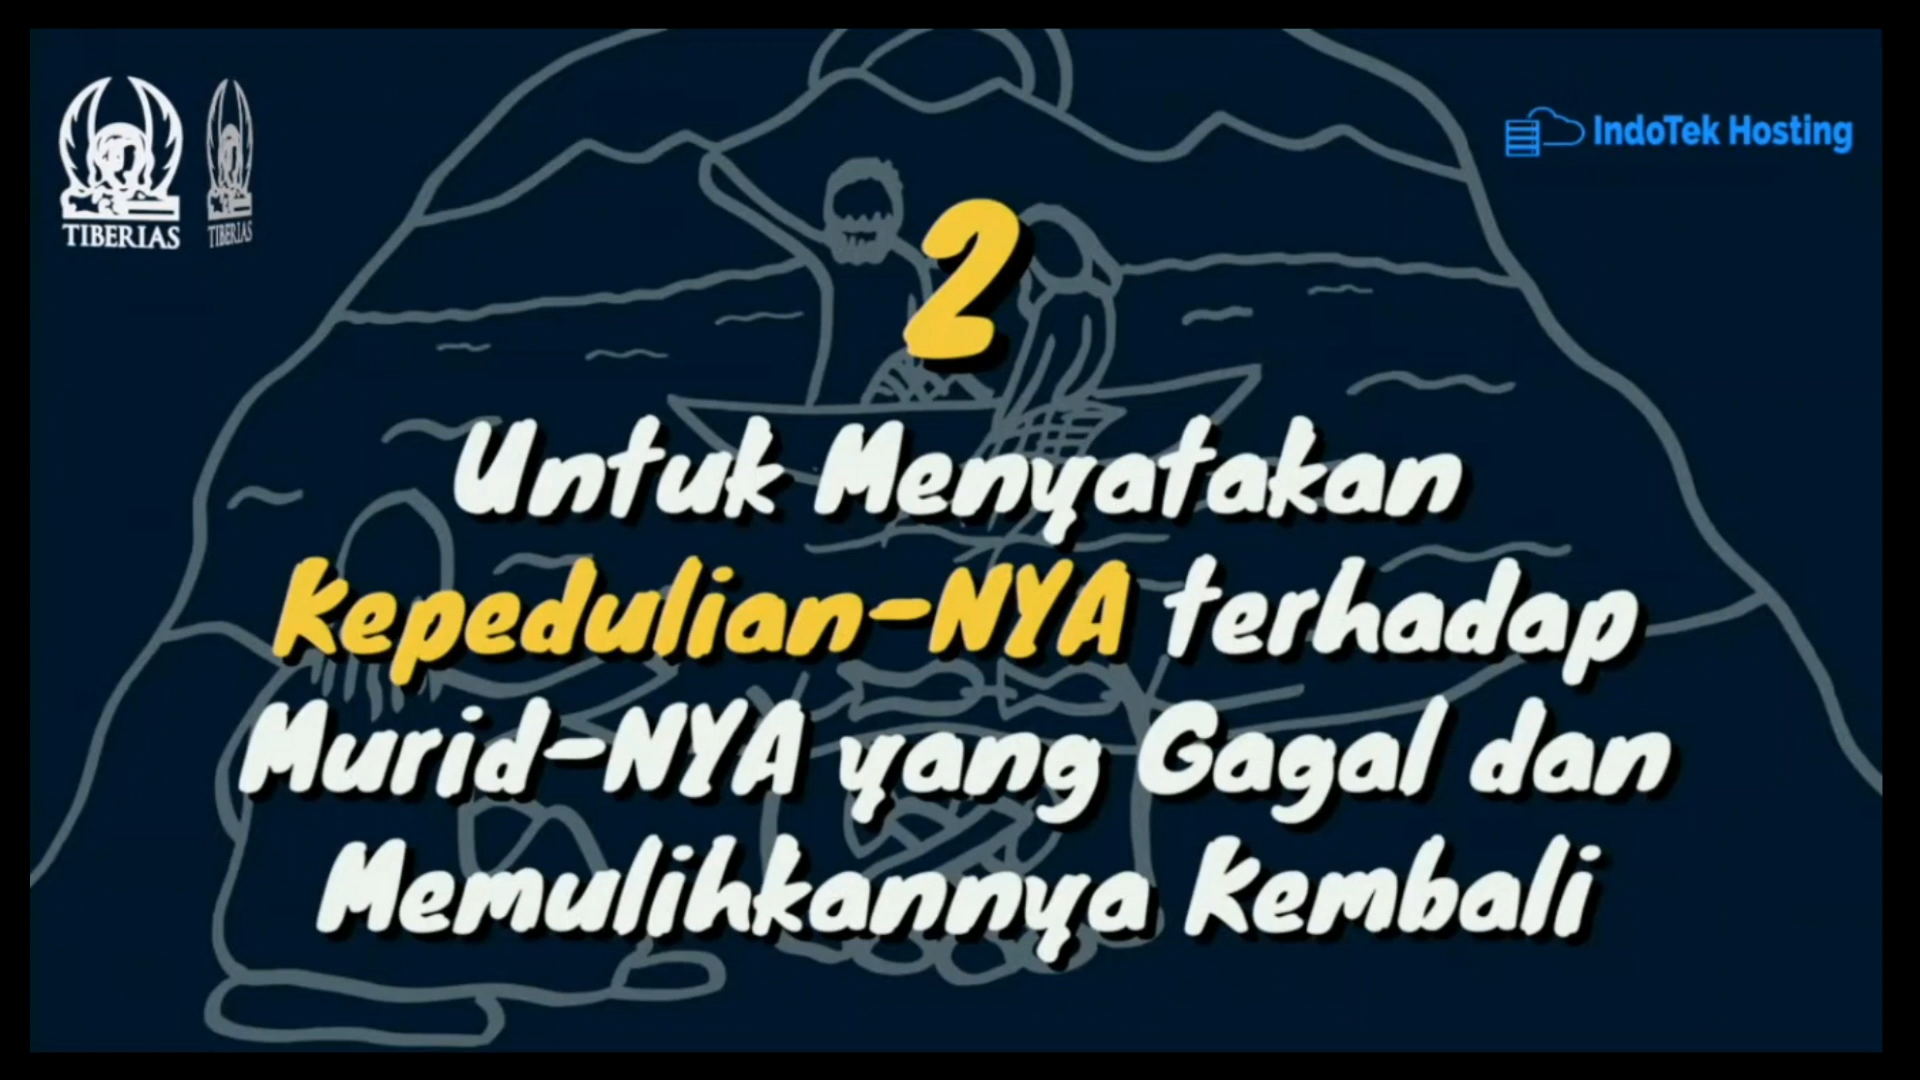 TIBERIAS
TIBERIAS
IndoTek Hosting
2
Untuk Menyatakan
Kepedulian-NYA terhadap
Murid-NYA yang Gagal dan
Memulihkannya Kembali